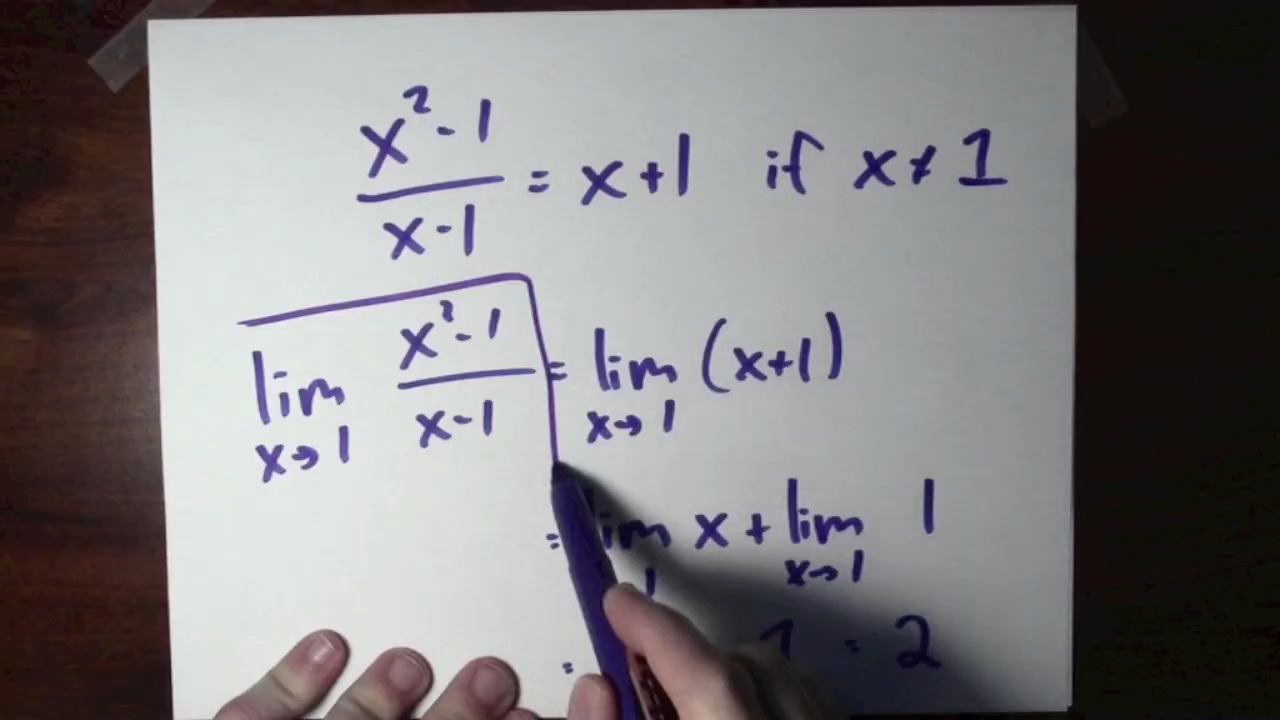 x² - 1
x - 1
= x + 1 if x ≠ 1
lim x→1 x² - 1
x - 1
= lim x→1 (x + 1)
= lim x + lim x→1 1
= 1 = 2